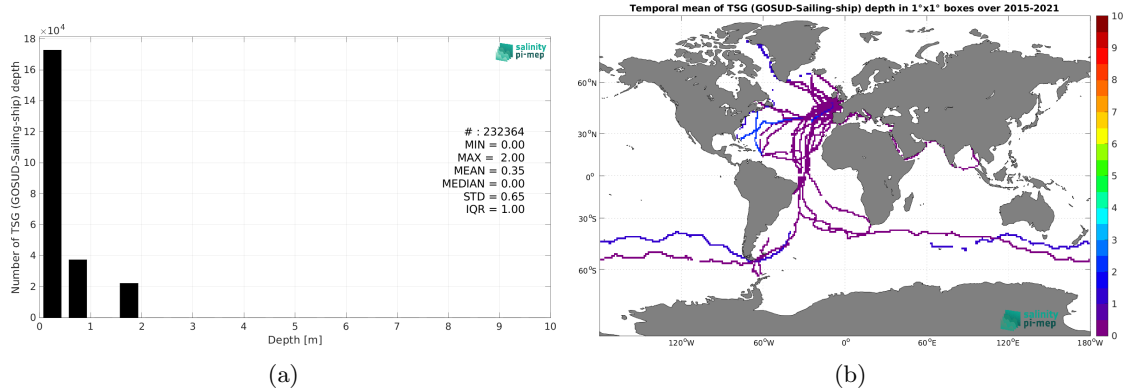 ×10⁴
18
16
14
12
10
8
6
4
2
0
Number of TSG (GOSUD-Sailing-ship) depth
salinity
pi-mep
# : 232364
MIN = 0.00
MAX = 2.00
MEAN = 0.35
MEDIAN = 0.00
STD = 0.65
IQR = 1.00
0 1 2 3 4 5 6 7 8 9 10
Depth [m]
(a)
Temporal mean of TSG (GOSUD-Sailing-ship) depth in 1°x1° boxes over 2015-2021
60°N
30°N
0°
30°S
60°S
120°W 60°W 0° 60°E 120°E 180°W
salinity
pi-mep
10
9
8
7
6
5
4
3
2
1
0
(b)